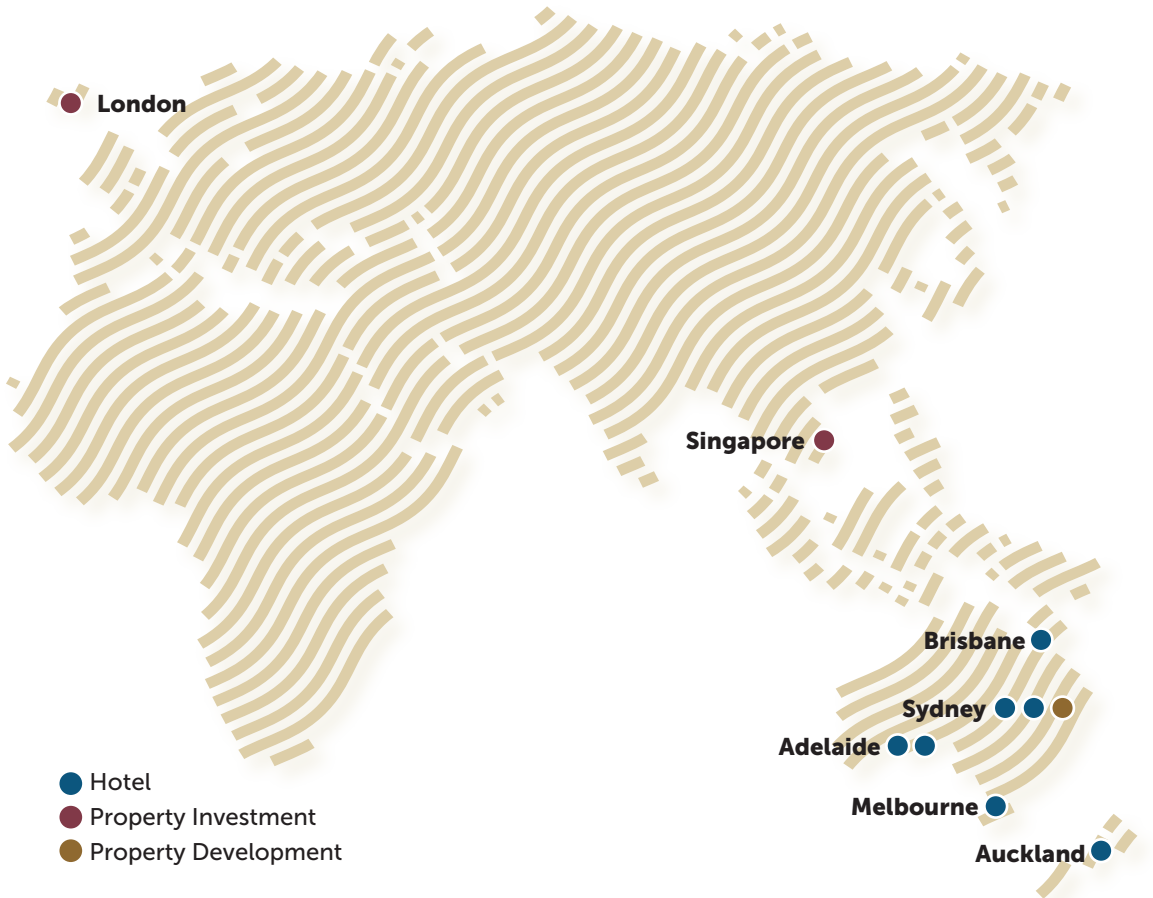 London
Singapore
Brisbane
Sydney
Adelaide
Hotel
Property Investment
Melbourne
Property Development
Auckland